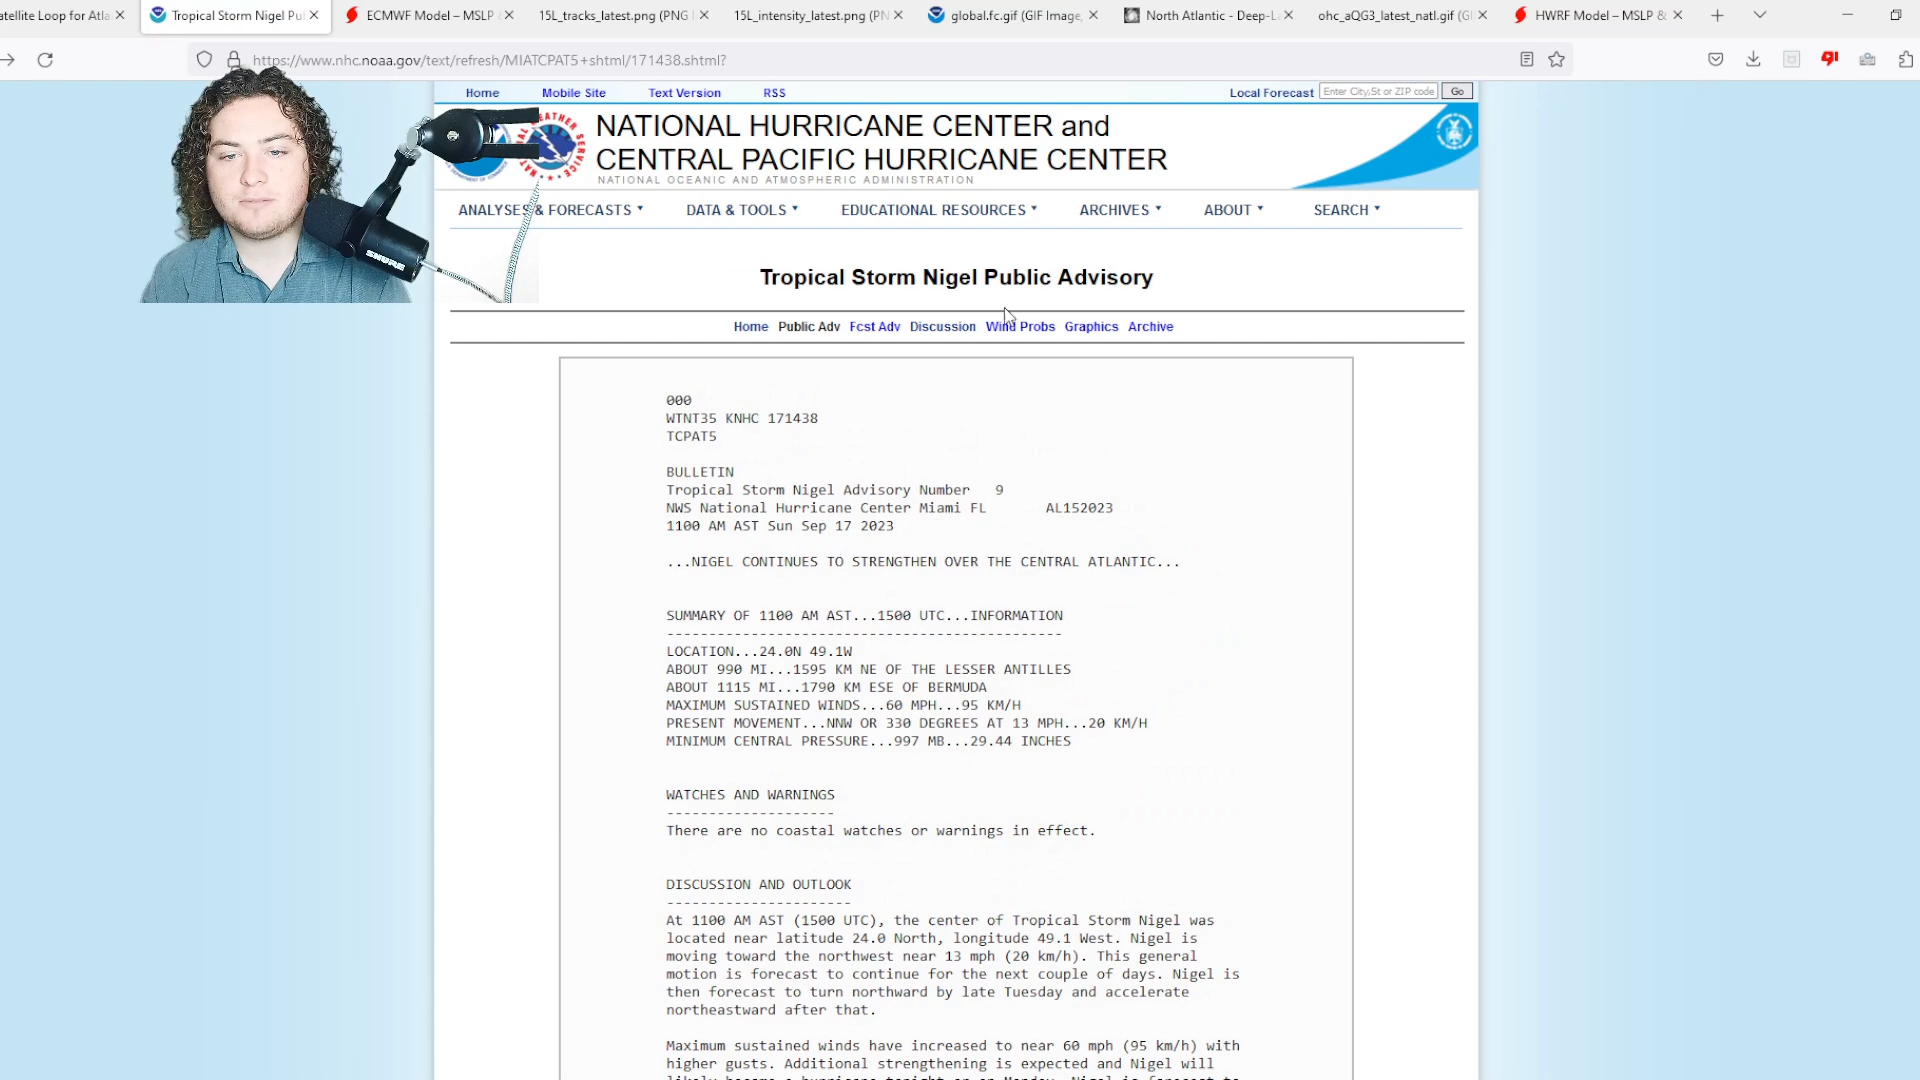 atellite Loop for Atla
Tropical Storm Nigel Pu
ECMWF Model – MSLP &
15L_tracks_latest.png (PNG I
15L_intensity_latest.png (PN
global.fc.gif (GIF Image,
North Atlantic - Deep-La
ohc_aQG3_latest_natl.gif (GI
HWRF Model – MSLP &
https://www.nhc.noaa.gov/text/refresh/MIATCPAT5+shtml/171438.shtml?
Home Mobile Site Text Version RSS Local Forecast Enter City,St or ZIP code Go
NATIONAL HURRICANE CENTER and
CENTRAL PACIFIC HURRICANE CENTER
NATIONAL OCEANIC AND ATMOSPHERIC ADMINISTRATION
ANALYSES & FORECASTS DATA & TOOLS EDUCATIONAL RESOURCES ARCHIVES ABOUT SEARCH
SHURE
Tropical Storm Nigel Public Advisory
Home Public Adv Fcst Adv Discussion Wind Probs Graphics Archive
000
WTNT35 KNHC 171438
TCPAT5
BULLETIN
Tropical Storm Nigel Advisory Number 9
NWS National Hurricane Center Miami FL AL152023
1100 AM AST Sun Sep 17 2023
...NIGEL CONTINUES TO STRENGTHEN OVER THE CENTRAL ATLANTIC...
SUMMARY OF 1100 AM AST...1500 UTC...INFORMATION
-----------------------------------------------
LOCATION...24.0N 49.1W
ABOUT 990 MI...1595 KM NE OF THE LESSER ANTILLES
ABOUT 1115 MI...1790 KM ESE OF BERMUDA
MAXIMUM SUSTAINED WINDS...60 MPH...95 KM/H
PRESENT MOVEMENT...NNW OR 330 DEGREES AT 13 MPH...20 KM/H
MINIMUM CENTRAL PRESSURE...997 MB...29.44 INCHES
WATCHES AND WARNINGS
--------------------
There are no coastal watches or warnings in effect.
DISCUSSION AND OUTLOOK
----------------------
At 1100 AM AST (1500 UTC), the center of Tropical Storm Nigel was
located near latitude 24.0 North, longitude 49.1 West. Nigel is
moving toward the northwest near 13 mph (20 km/h). This general
motion is forecast to continue for the next couple of days. Nigel is
then forecast to turn northward by late Tuesday and accelerate
northeastward after that.
Maximum sustained winds have increased to near 60 mph (95 km/h) with
higher gusts. Additional strengthening is expected and Nigel will
likely become a hurricane tonight or on Monday. Nigel is forecast to